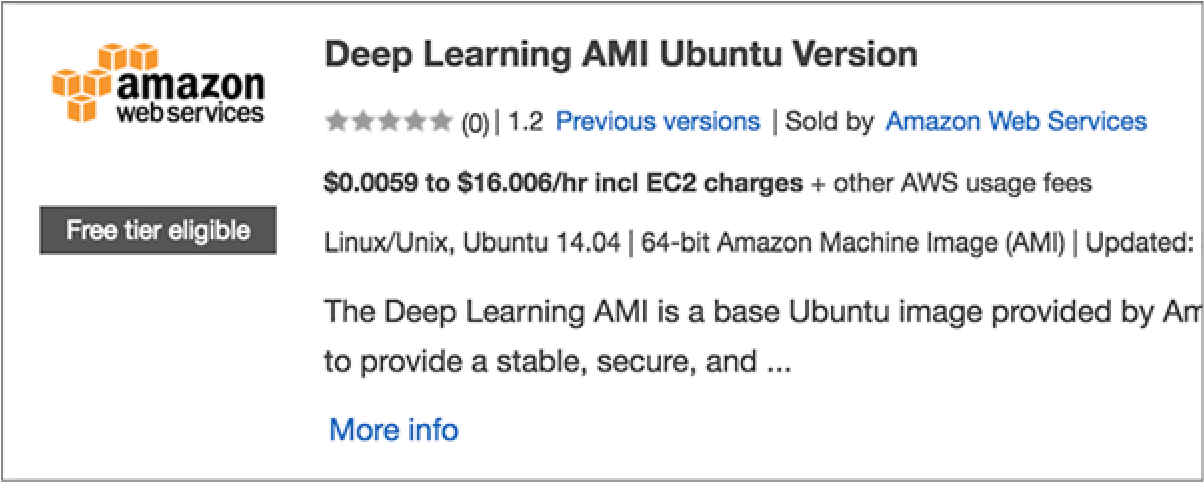 amazon
webservices
Free tier eligible
Deep Learning AMI Ubuntu Version
(0) | 1.2 Previous versions | Sold by Amazon Web Services
$0.0059 to $16.006/hr incl EC2 charges + other AWS usage fees
Linux/Unix, Ubuntu 14.04 | 64-bit Amazon Machine Image (AMI) | Updated:
The Deep Learning AMI is a base Ubuntu image provided by Am
to provide a stable, secure, and ...
More info